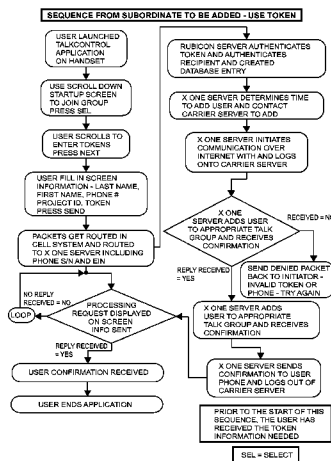 SEQUENCE FROM SUBORDINATE TO BE ADDED - USE TOKEN
USER LAUNCHED
TALKCONTROL
APPLICATION
ON HANDSET
USE SCROLL DOWN
STARTUP SCREEN
TO JOIN GROUP
PRESS SEL
USER SCROLLS TO
ENTER TOKENS
PRESS NEXT
USER FILL IN SCREEN
INFORMATION - LAST NAME,
FIRST NAME, PHONE #
PROJECT ID, TOKEN
PRESS SEND
PACKETS GET ROUTED IN
CELL SYSTEM AND ROUTED
TO X ONE SERVER INCLUDING
PHONE S/N AND EIN
NO REPLY
RECEIVED = NO
LOOP
PROCESSING
REQUEST DISPLAYED
ON SCREEN
INFO SENT
REPLY RECEIVED
= YES
USER CONFIRMATION RECEIVED
USER ENDS APPLICATION
RUBICON SERVER AUTHENTICATES
TOKEN AND AUTHENTICATES
RECIPIENT AND CREATED
DATABASE ENTRY
X ONE SERVER DETERMINES TIME
TO ADD USER AND CONTACT
CARRIER SERVER TO ADD
X ONE SERVER INITIATES
COMMUNICATION OVER
INTERNET WITH AND LOGS
ONTO CARRIER SERVER
X ONE
SERVER ADDS USER
TO APPROPRIATE TALK
GROUP AND RECEIVES
CONFIRMATION
RECEIVED = NO
REPLY RECEIVED
= YES
SEND DENIED PACKET
BACK TO INITIATOR -
INVALID TOKEN OR
PHONE - TRY AGAIN
X ONE SERVER ADDS
USER TO APPROPRIATE
TALK GROUP AND RECEIVES
CONFIRMATION
X ONE SERVER SENDS
CONFIRMATION TO USER
PHONE AND LOGS OUT OF
CARRIER SERVER
PRIOR TO THE START OF THIS
SEQUENCE, THE USER HAS
RECEIVED THE TOKEN
INFORMATION NEEDED
SEL = SELECT